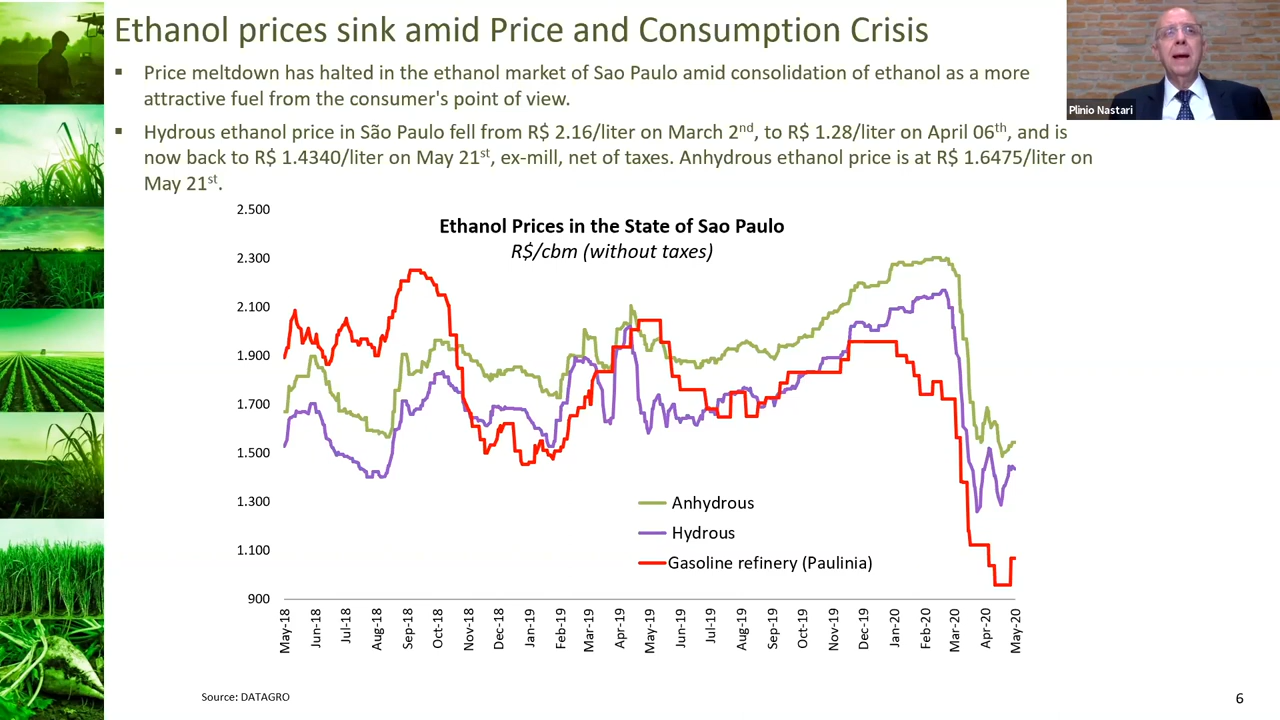 Ethanol prices sink amid Price and Consumption Crisis
▪ Price meltdown has halted in the ethanol market of Sao Paulo amid consolidation of ethanol as a more
attractive fuel from the consumer's point of view.
▪ Hydrous ethanol price in São Paulo fell from R$ 2.16/liter on March 2nd, to R$ 1.28/liter on April 06th, and is
now back to R$ 1.4340/liter on May 21st, ex-mill, net of taxes. Anhydrous ethanol price is at R$ 1.6475/liter on
May 21st.
Plinio Nastari
Ethanol Prices in the State of Sao Paulo
R$/cbm (without taxes)
2.500
2.300
2.100
1.900
1.700
1.500
1.300
1.100
900
Anhydrous
Hydrous
Gasoline refinery (Paulinia)
May-18
Jun-18
Jul-18
Aug-18
Sep-18
Oct-18
Nov-18
Dec-18
Jan-19
Feb-19
Mar-19
Apr-19
May-19
Jun-19
Jul-19
Aug-19
Sep-19
Oct-19
Nov-19
Dec-19
Jan-20
Feb-20
Mar-20
Apr-20
May-20
Source: DATAGRO
6